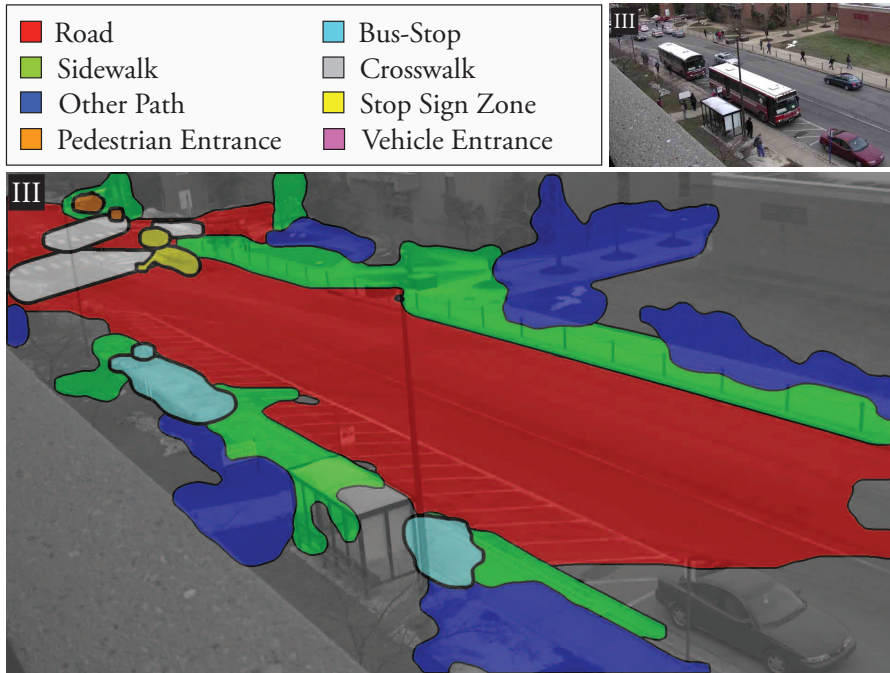 Road
Sidewalk
Other Path
Pedestrian Entrance
Bus-Stop
Crosswalk
Stop Sign Zone
Vehicle Entrance
III
III